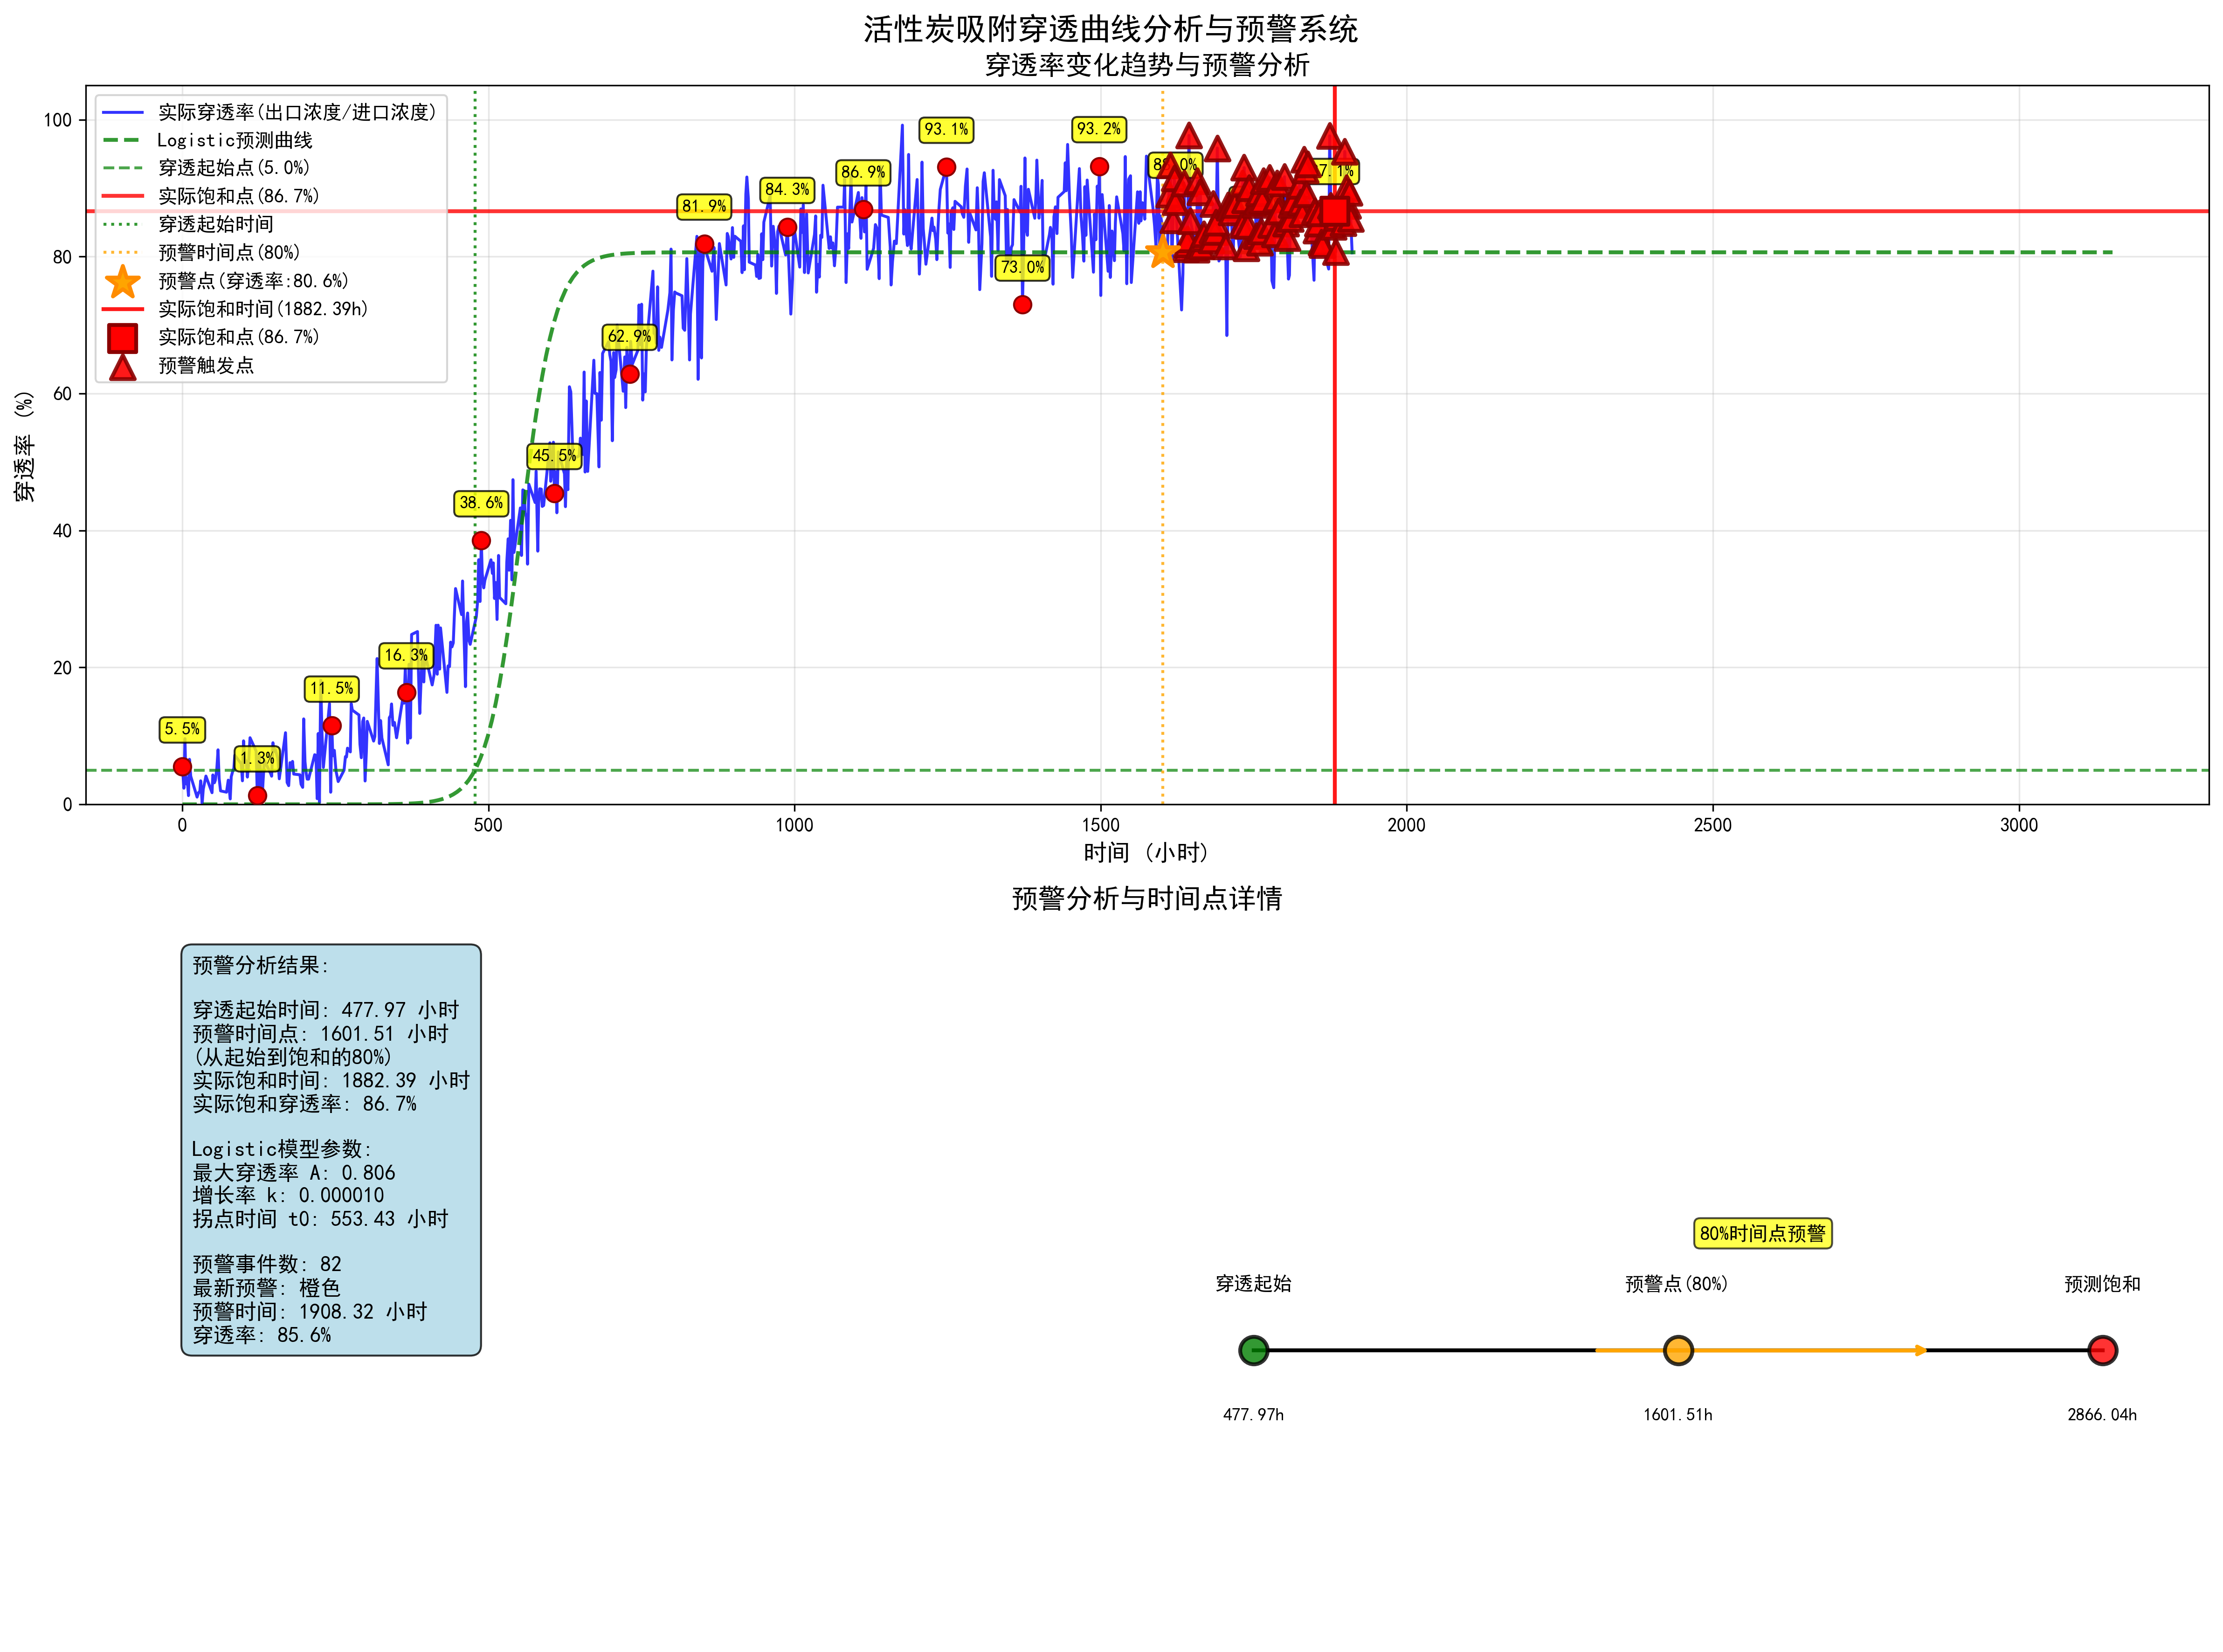 活性炭吸附穿透曲线分析与预警系统
穿透率变化趋势与预警分析
实际穿透率(出口浓度/进口浓度)
Logistic预测曲线
穿透起始点(5.0%)
实际饱和点(86.7%)
穿透起始时间
预警时间点(80%)
预警点(穿透率:80.6%)
实际饱和时间(1882.39h)
实际饱和点(86.7%)
预警触发点
穿透率 (%)
100
80
60
40
20
0
5.5%
1.3%
11.5%
16.3%
38.6%
45.5%
62.9%
81.9%
84.3%
86.9%
93.1%
73.0%
93.2%
0
500
1000
1500
2000
2500
3000
时间 (小时)
预警分析与时间点详情
预警分析结果:
穿透起始时间: 477.97 小时
预警时间点: 1601.51 小时
(从起始到饱和的80%)
实际饱和时间: 1882.39 小时
实际饱和穿透率: 86.7%
Logistic模型参数:
最大穿透率 A: 0.806
增长率 k: 0.000010
拐点时间 t0: 553.43 小时
预警事件数: 82
最新预警: 橙色
预警时间: 1908.32 小时
穿透率: 85.6%
80%时间点预警
穿透起始
预警点(80%)
预测饱和
477.97h
1601.51h
2866.04h